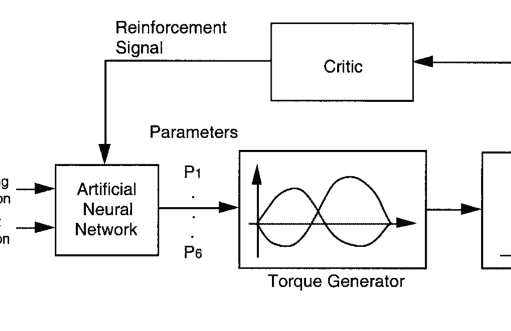 Reinforcement
Signal
Critic
Parameters
P1
P6
Artificial
Neural
Network
Torque Generator